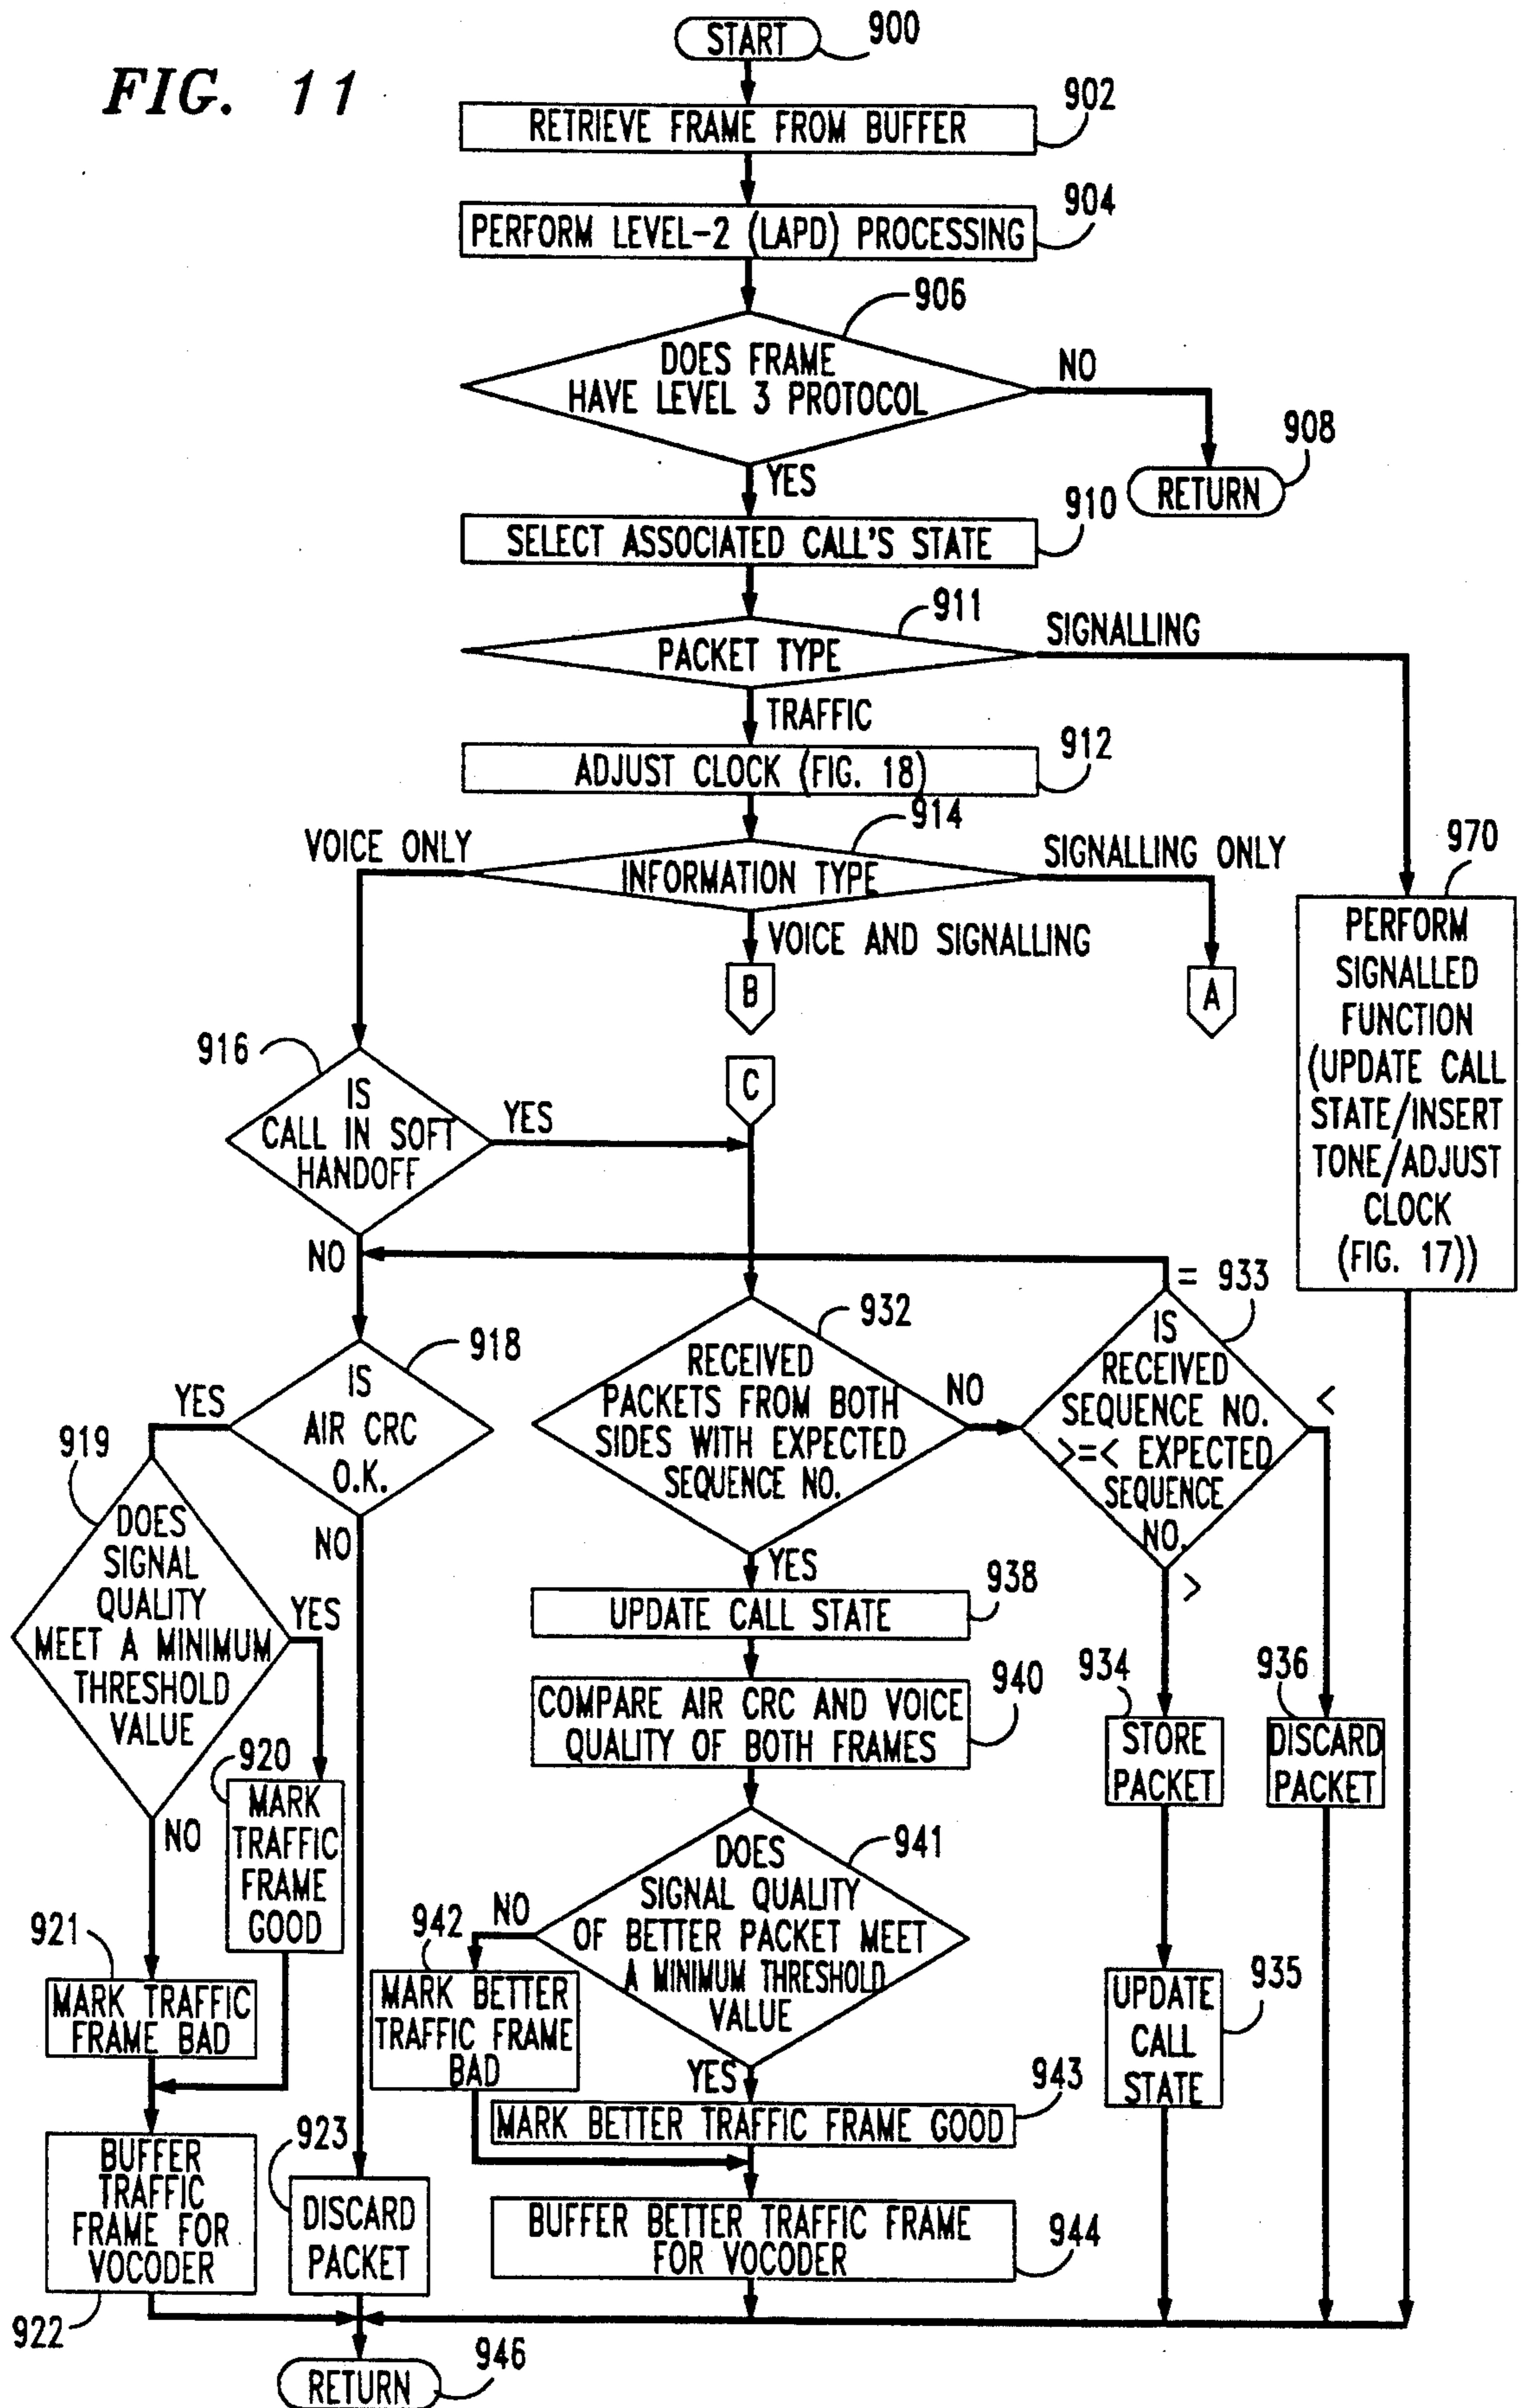 FIG. 11
START
900
RETRIEVE FRAME FROM BUFFER
902
PERFORM LEVEL-2 (LAPD) PROCESSING
904
906
DOES FRAME
HAVE LEVEL 3 PROTOCOL
NO
908
RETURN
YES
910
SELECT ASSOCIATED CALL'S STATE
911
PACKET TYPE
SIGNALLING
TRAFFIC
ADJUST CLOCK (FIG. 18)
912
914
VOICE ONLY
INFORMATION TYPE
SIGNALLING ONLY
VOICE AND SIGNALLING
B
A
970
PERFORM
SIGNALLED
FUNCTION
(UPDATE CALL
STATE/INSERT
TONE/ADJUST
CLOCK
(FIG. 17))
916
IS
CALL IN SOFT
HANDOFF
YES
C
NO
918
IS
AIR CRC
O.K.
YES
NO
919
DOES
SIGNAL
QUALITY
MEET A MINIMUM
THRESHOLD
VALUE
YES
NO
920
MARK
TRAFFIC
FRAME
GOOD
921
MARK TRAFFIC
FRAME BAD
BUFFER
TRAFFIC
FRAME FOR
VOCODER
922
923
DISCARD
PACKET
932
RECEIVED
PACKETS FROM BOTH
SIDES WITH EXPECTED
SEQUENCE NO.
NO
YES
= 933
IS
RECEIVED
SEQUENCE NO.
>=< EXPECTED
SEQUENCE
NO.
<
>
938
UPDATE CALL STATE
940
COMPARE AIR CRC AND VOICE
QUALITY OF BOTH FRAMES
934
STORE
PACKET
936
DISCARD
PACKET
941
DOES
SIGNAL QUALITY
OF BETTER PACKET MEET
A MINIMUM THRESHOLD
VALUE
NO
942
MARK BETTER
TRAFFIC FRAME
BAD
935
UPDATE
CALL
STATE
YES
943
MARK BETTER TRAFFIC FRAME GOOD
BUFFER BETTER TRAFFIC FRAME
FOR VOCODER
944
RETURN
946